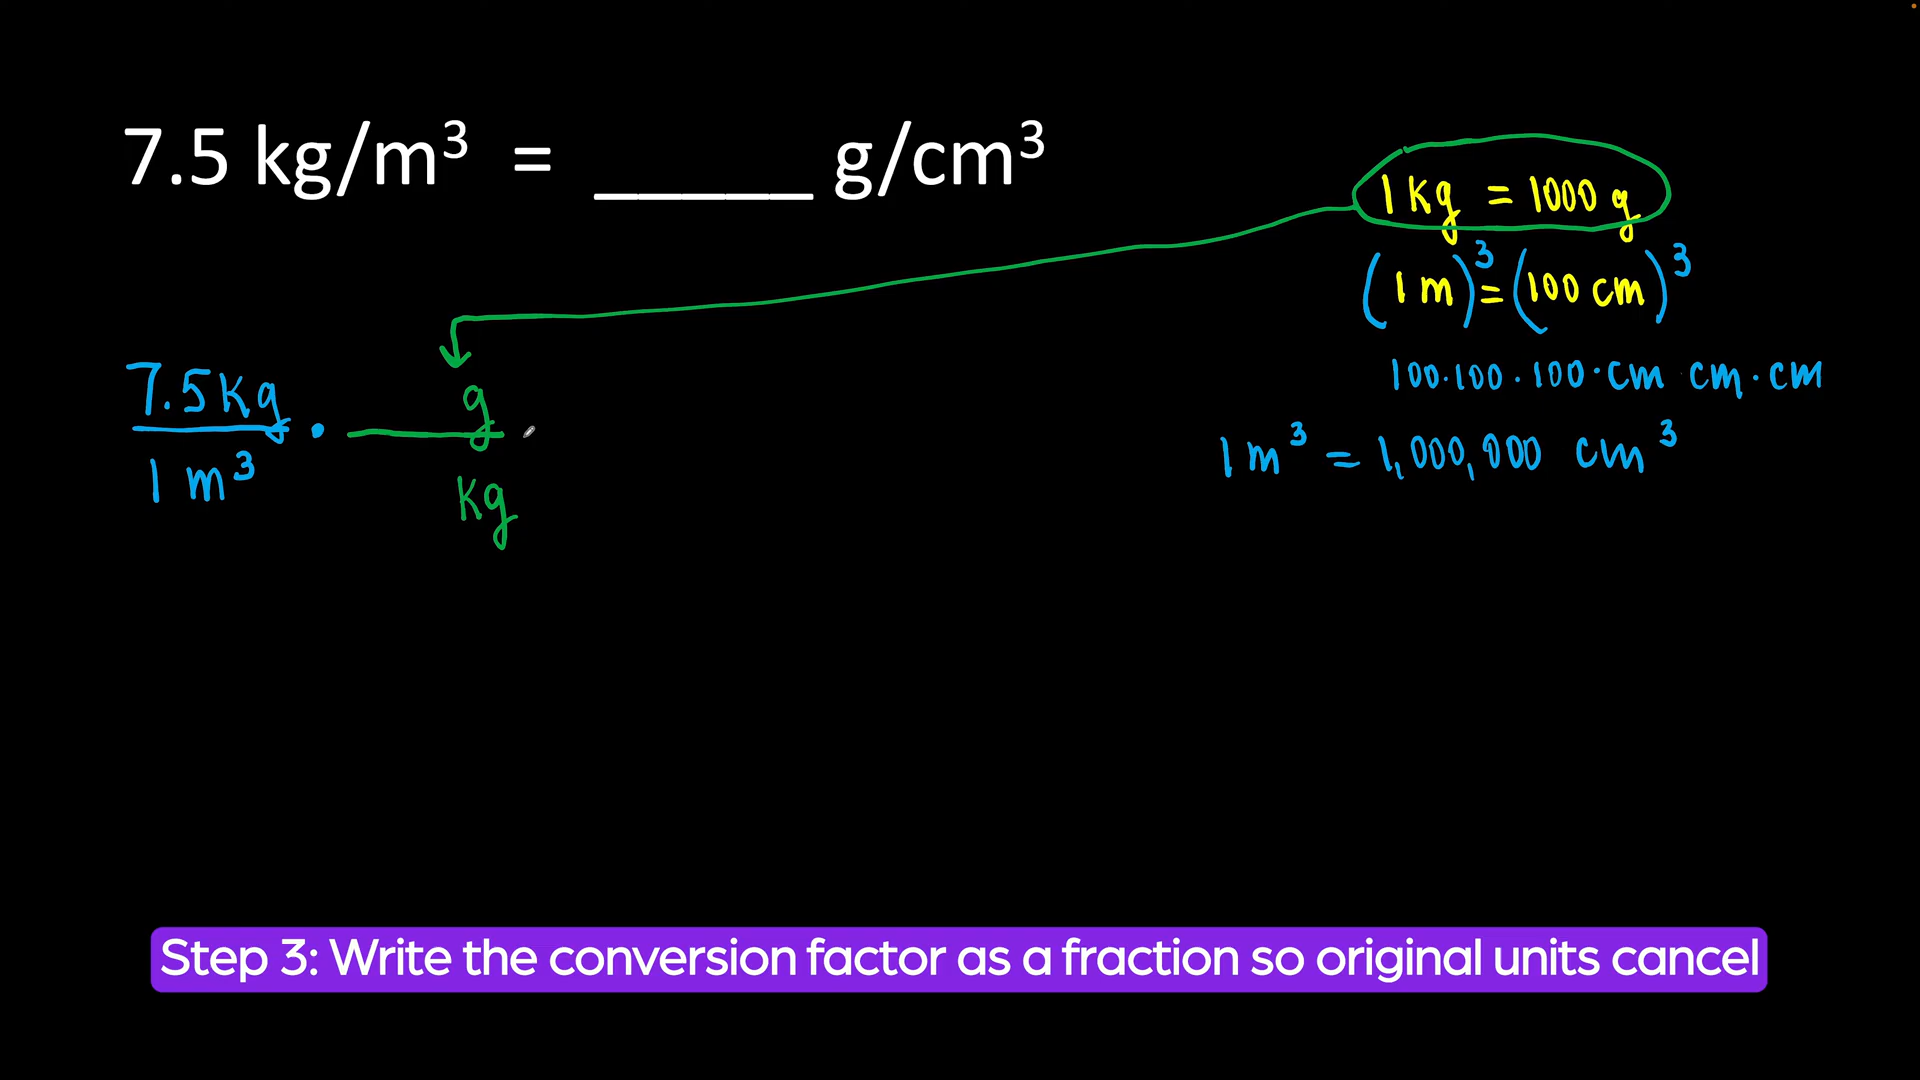 7.5 kg/m³ = _____ g/cm³
1 kg = 1000 g
(1 m)³ = (100 cm)³
100·100·100·cm cm·cm
1 m³ = 1,000,000 cm³
7.5 kg
1 m³
·
g
kg
Step 3: Write the conversion factor as a fraction so original units cancel